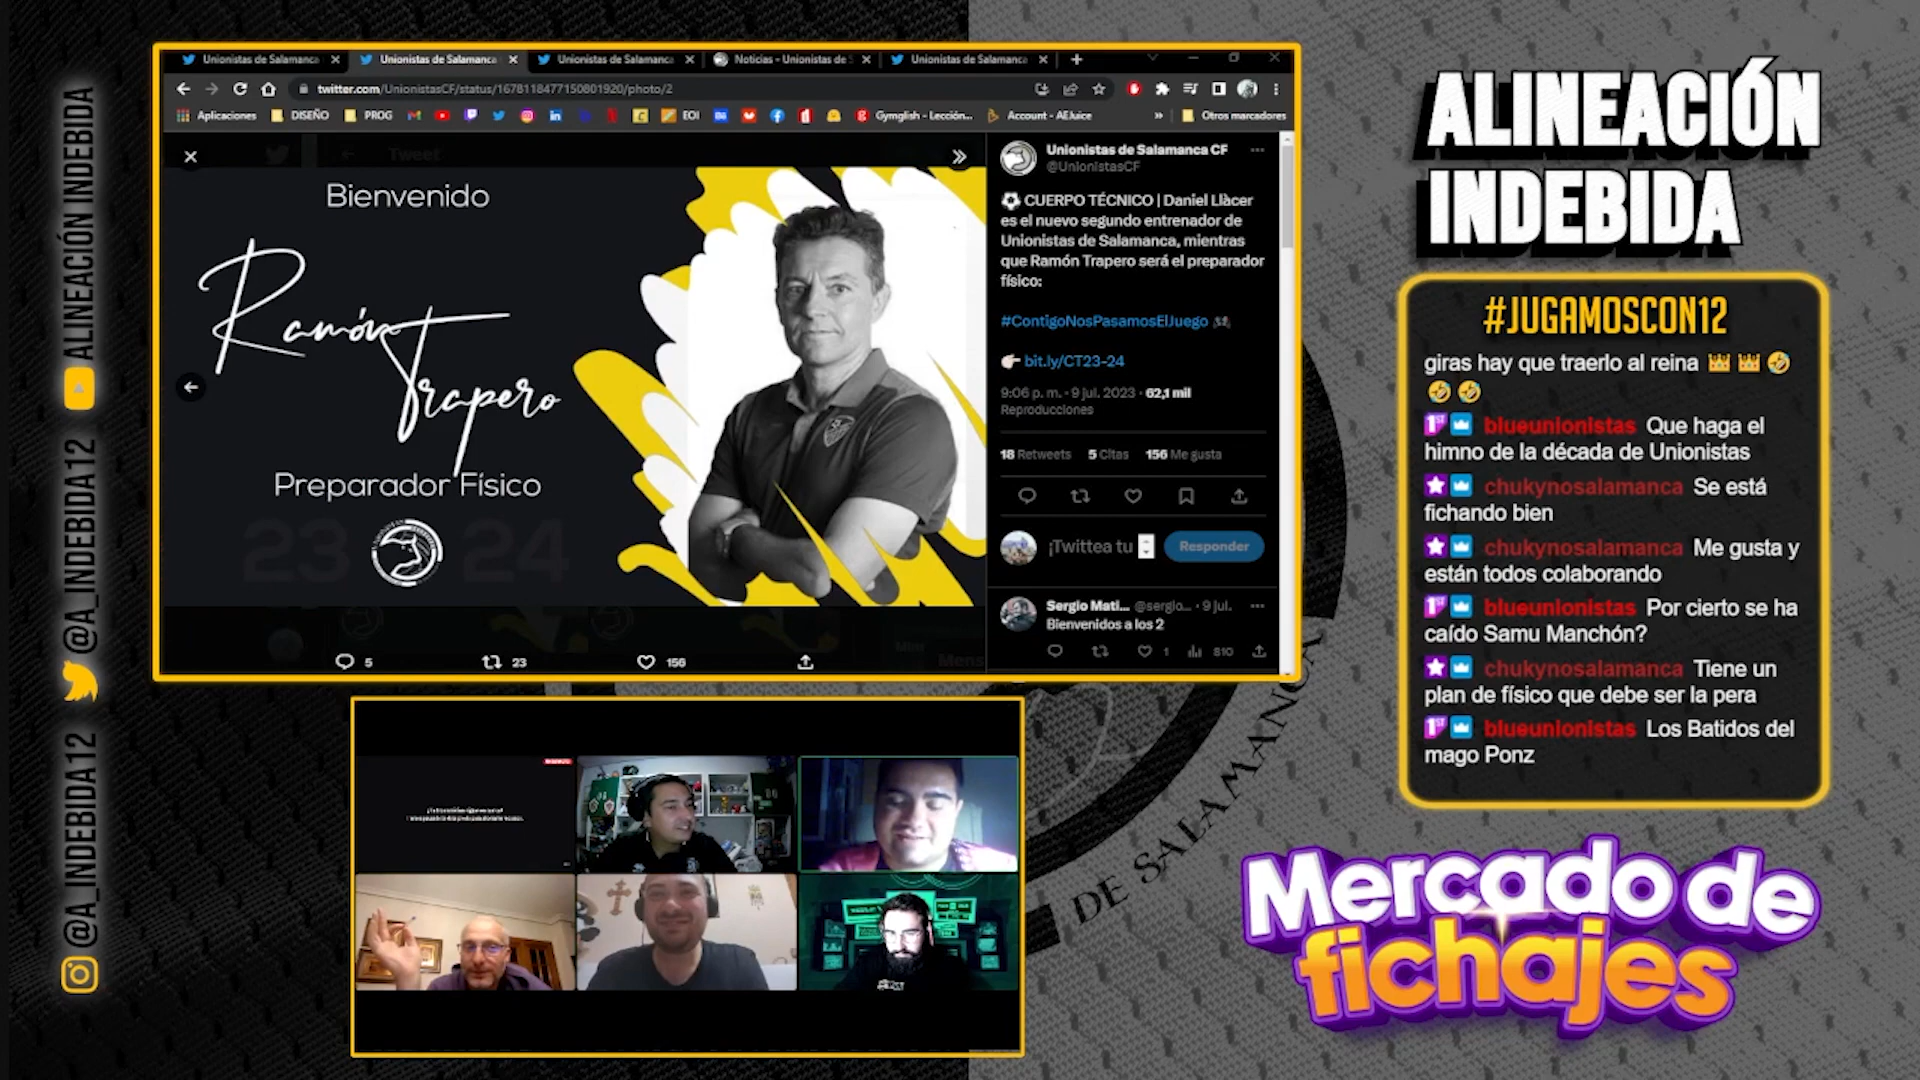 Unionistas de Salamanca
Unionistas de Salamanca
Unionistas de Salamanca
Noticias - Unionistas de S
Unionistas de Salamanca
twitter.com/UnionistasCF/status/1678118477150801920/photo/2
Aplicaciones
DISEÑO
PROG
EOI
Gymglish - Lección...
Account - AEJuice
Otros marcadores
Tweet
Bienvenido
Ramón
Trapero
Preparador Físico
23 24
5
23
156
Unionistas de Salamanca CF
@UnionistasCF
⚽ CUERPO TÉCNICO | Daniel Llàcer
es el nuevo segundo entrenador de
Unionistas de Salamanca, mientras
que Ramón Trapero será el preparador
físico:
#ContigoNosPasamosElJuego
👉🏻 bit.ly/CT23-24
9:06 p. m. · 9 jul. 2023 · 62,1 mil
Reproducciones
18 Retweets 5 Citas 156 Me gusta
¡Twittea tu
Responder
Sergio Mati... @sergio... · 9 jul.
Bienvenidos a los 2
1
810
ALINEACIÓN
INDEBIDA
#JUGAMOSCON12
giras hay que traerlo al reina 👑 👑 🤣
🤣 🤣
blueunionistas Que haga el
himno de la década de Unionistas
chukynosalamanca Se está
fichando bien
chukynosalamanca Me gusta y
están todos colaborando
blueunionistas Por cierto se ha
caído Samu Manchón?
chukynosalamanca Tiene un
plan de físico que debe ser la pera
blueunionistas Los Batidos del
mago Ponz
Mercado de
fichajes
DE SALAMANCA
ALINEACIÓN INDEBIDA
@A_INDEBIDA12
@A_INDEBIDA12